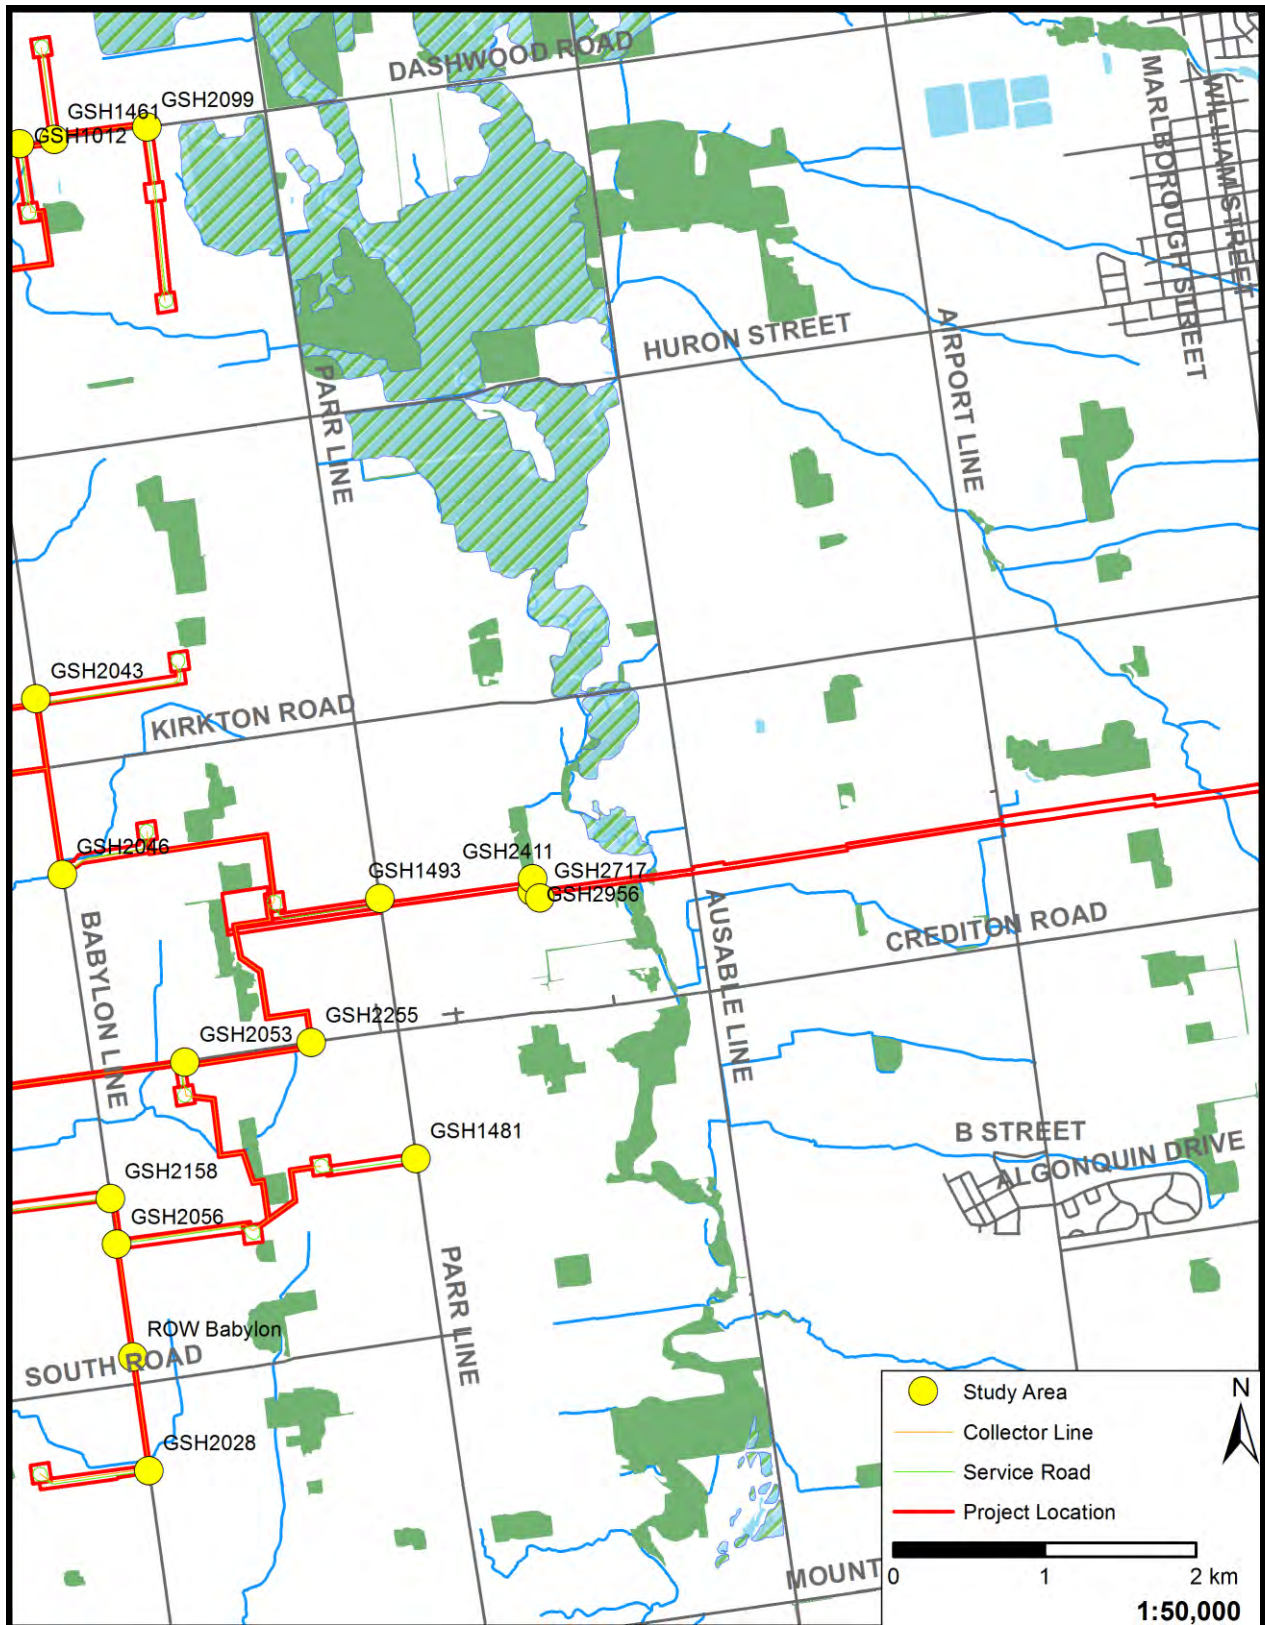 DASHWOOD ROAD
MARLBOROUGH STREET
WILLIAM STREET
GSH2099
GSH1461
GSH1012
HURON STREET
AIRPORT LINE
PARR LINE
GSH2043
KIRKTON ROAD
GSH2046
GSH2411
GSH1493
GSH2717
GSH2956
AUSABLE LINE
CREDITON ROAD
BABYLON LINE
GSH2255
GSH2053
GSH1481
B STREET
ALGONQUIN DRIVE
GSH2158
GSH2056
PARR LINE
ROW Babylon
SOUTH ROAD
GSH2028
MOUNT
N
Study Area
Collector Line
Service Road
Project Location
0 1 2 km
1:50,000